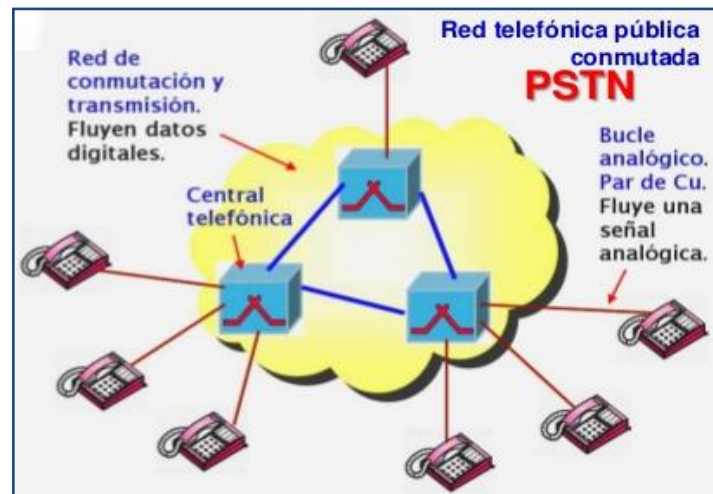 Red telefónica pública
conmutada
PSTN
Red de
conmutación y
transmisión.
Fluyen datos
digitales.
Central
telefónica
Bucle
analógico.
Par de Cu.
Fluye una
señal
analógica.